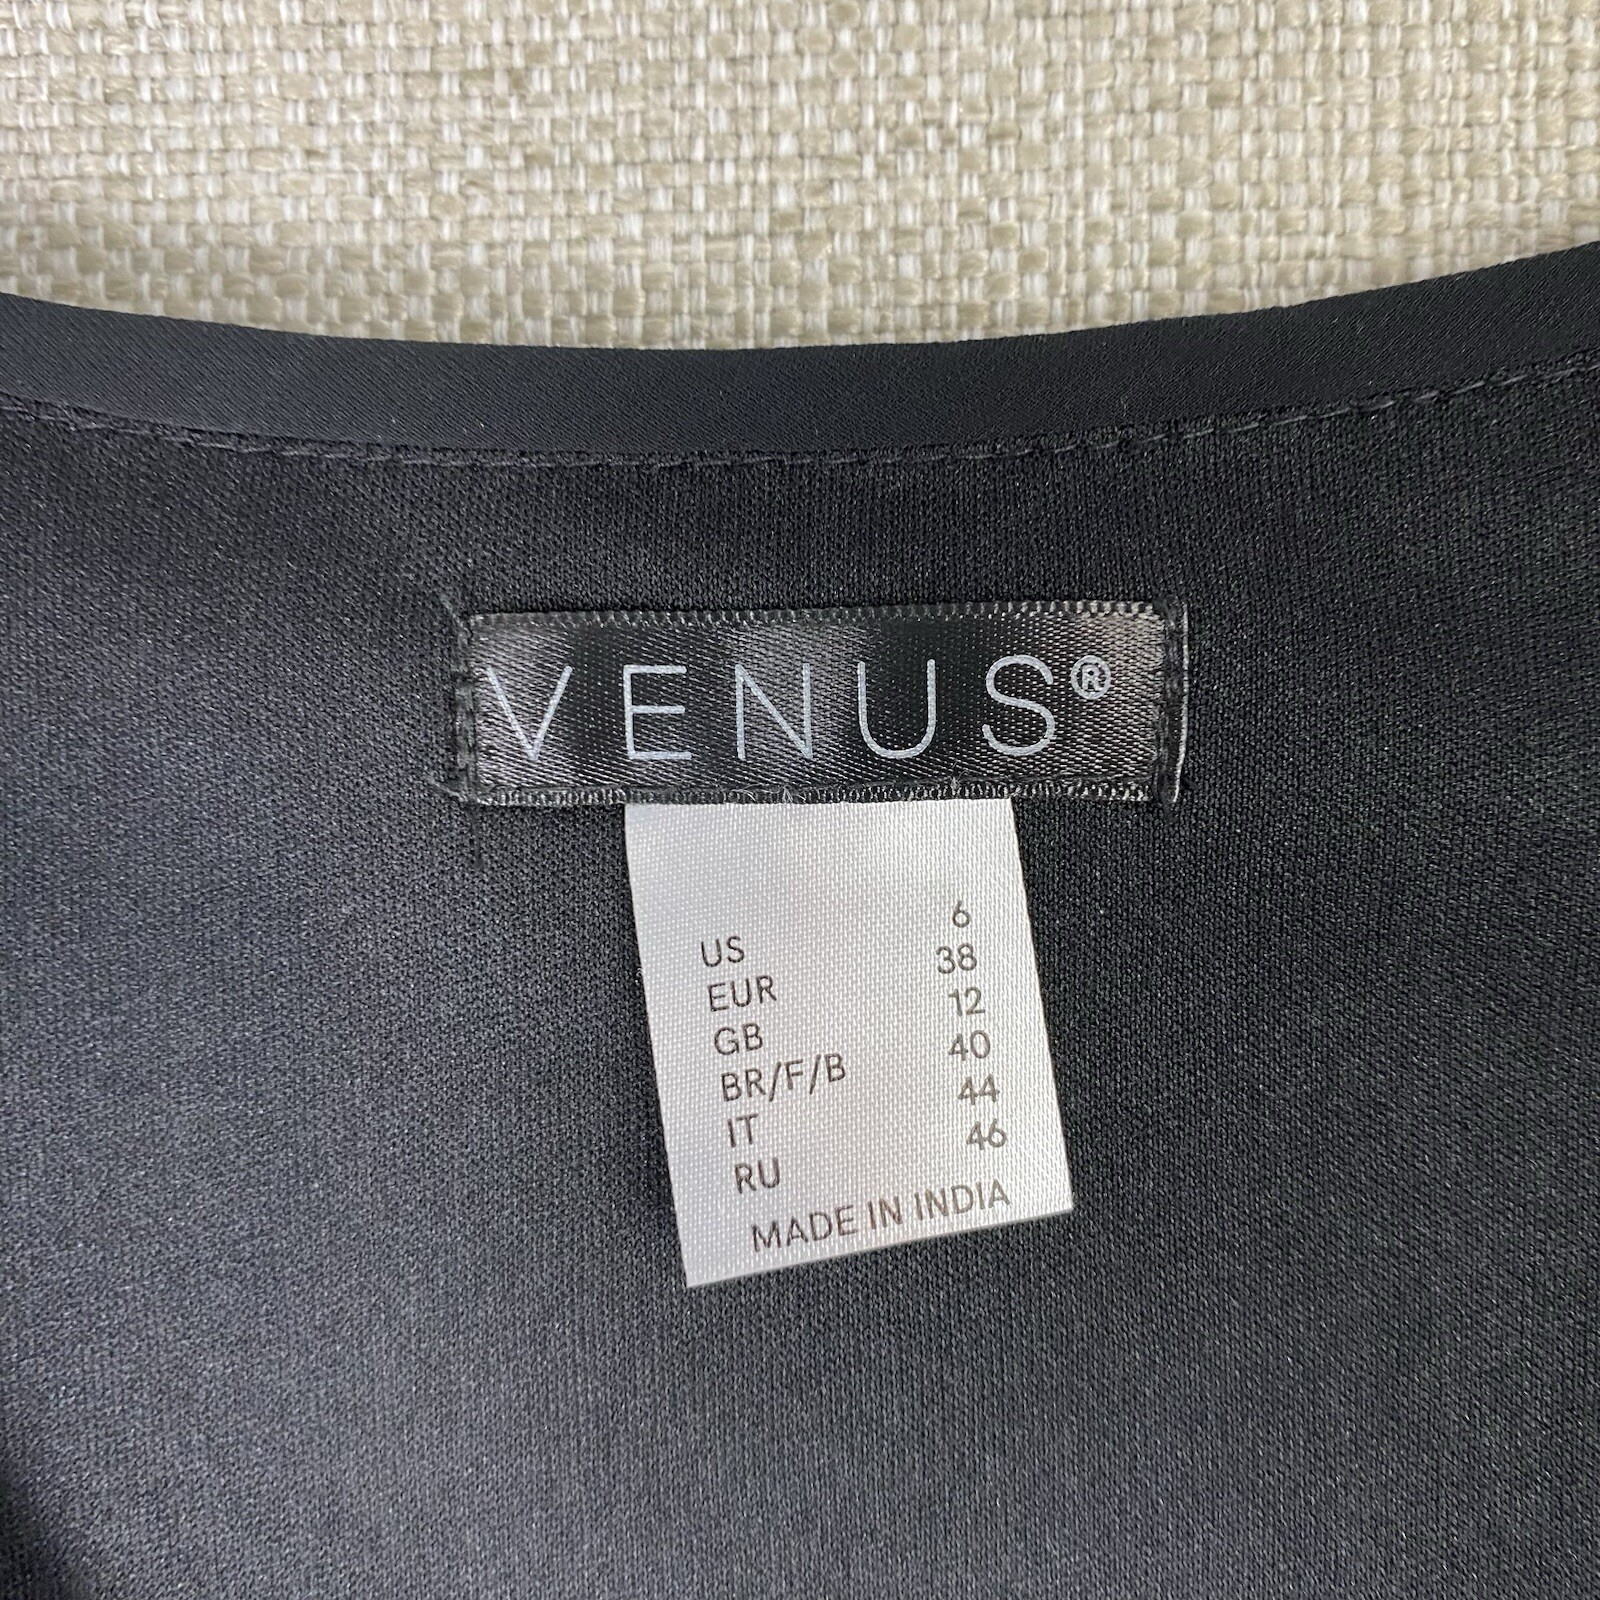 VENUS®
US 6
EUR 38
GB 12
BR/F/B 40
IT 44
RU 46
MADE IN INDIA